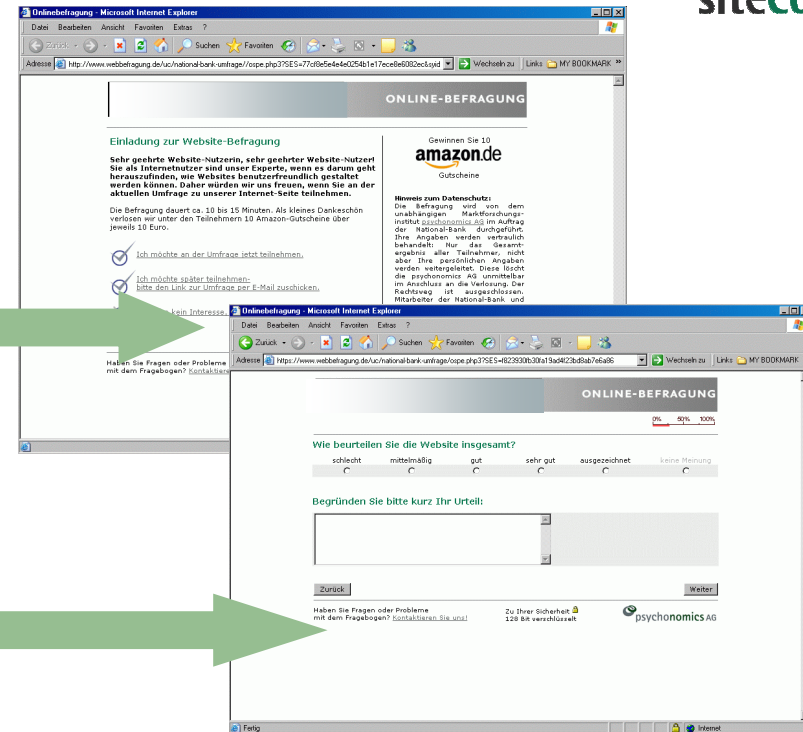 sitec
Onlinebefragung - Microsoft Internet Explorer
Datei Bearbeiten Ansicht Favoriten Extras ?
Zurück Suchen Favoriten
Adresse http://www.webbefragung.de/uc/national-bank-umfrage//ospe.php3?SES=77cf8e5e4e4e0254b1e17ece8e6082ec&syid Wechseln zu Links MY BOOKMARK »
ONLINE-BEFRAGUNG
Einladung zur Website-Befragung
Sehr geehrte Website-Nutzerin, sehr geehrter Website-Nutzer!
Sie als Internetnutzer sind unser Experte, wenn es darum geht
herauszufinden, wie Websites benutzerfreundlich gestaltet
werden können. Daher würden wir uns freuen, wenn Sie an der
aktuellen Umfrage zu unserer Internet-Seite teilnehmen.
Die Befragung dauert ca. 10 bis 15 Minuten. Als kleines Dankeschön
verlosen wir unter den Teilnehmern 10 Amazon-Gutscheine über
jeweils 10 Euro.
Ich möchte an der Umfrage jetzt teilnehmen.
Ich möchte später teilnehmen-
bitte den Link zur Umfrage per E-Mail zuschicken.
kein Interesse.
Haben Sie Fragen oder Probleme
mit dem Fragebogen? Kontaktiere
Gewinnen Sie 10
amazon.de
Gutscheine
Hinweis zum Datenschutz:
Die Befragung wird von dem
unabhängigen Marktforschungs-
institut psychonomics AG im Auftrag
der National-Bank durchgeführt.
Ihre Angaben werden vertraulich
behandelt: Nur das Gesamt-
ergebnis aller Teilnehmer, nicht
aber Ihre persönlichen Angaben
werden weitergeleitet. Diese löscht
die psychonomics AG unmittelbar
im Anschluss an die Verlosung. Der
Rechtsweg ist ausgeschlossen.
Mitarbeiter der National-Bank und
Onlinebefragung - Microsoft Internet Explorer
Datei Bearbeiten Ansicht Favoriten Extras ?
Zurück Suchen Favoriten
Adresse https://www.webbefragung.de/uc/national-bank-umfrage/ospe.php3?SES=f823930fb30fa19ad4f23bd8ab7e6a86 Wechseln zu Links MY BOOKMARK
ONLINE-BEFRAGUNG
0% 50% 100%
Wie beurteilen Sie die Website insgesamt?
schlecht mittelmäßig gut sehr gut ausgezeichnet keine Meinung
Begründen Sie bitte kurz Ihr Urteil:
Zurück Weiter
Haben Sie Fragen oder Probleme
mit dem Fragebogen? Kontaktieren Sie uns!
Zu Ihrer Sicherheit
128 Bit verschlüsselt
psychonomics AG
Fertig Internet